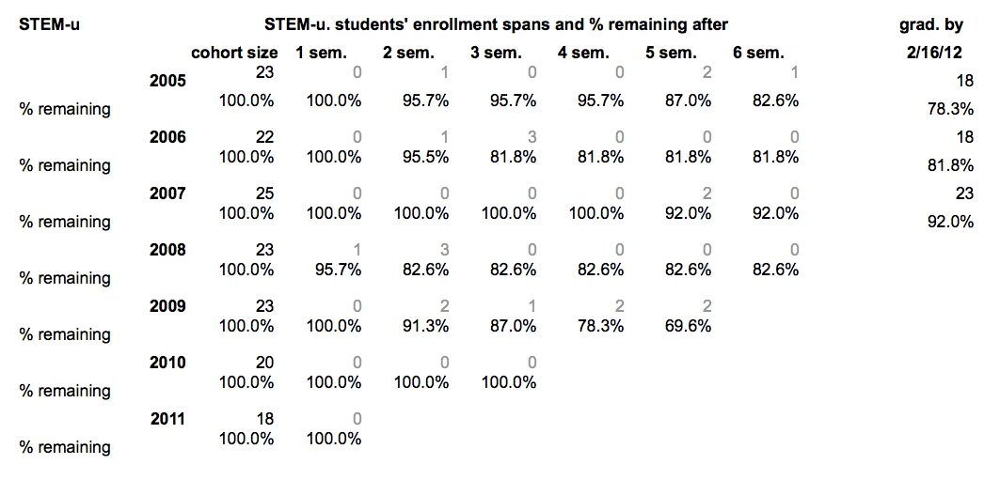 STEM-u STEM-u. students' enrollment spans and % remaining after grad. by
cohort size 1 sem. 2 sem. 3 sem. 4 sem. 5 sem. 6 sem. 2/16/12
2005 23 0 1 0 0 2 1 18
% remaining 100.0% 100.0% 95.7% 95.7% 95.7% 87.0% 82.6% 78.3%
2006 22 0 1 3 0 0 0 18
% remaining 100.0% 100.0% 95.5% 81.8% 81.8% 81.8% 81.8% 81.8%
2007 25 0 0 0 0 2 0 23
% remaining 100.0% 100.0% 100.0% 100.0% 100.0% 92.0% 92.0% 92.0%
2008 23 1 3 0 0 0 0
% remaining 100.0% 95.7% 82.6% 82.6% 82.6% 82.6% 82.6%
2009 23 0 2 1 2 2
% remaining 100.0% 100.0% 91.3% 87.0% 78.3% 69.6%
2010 20 0 0 0
% remaining 100.0% 100.0% 100.0% 100.0%
2011 18 0
% remaining 100.0% 100.0%